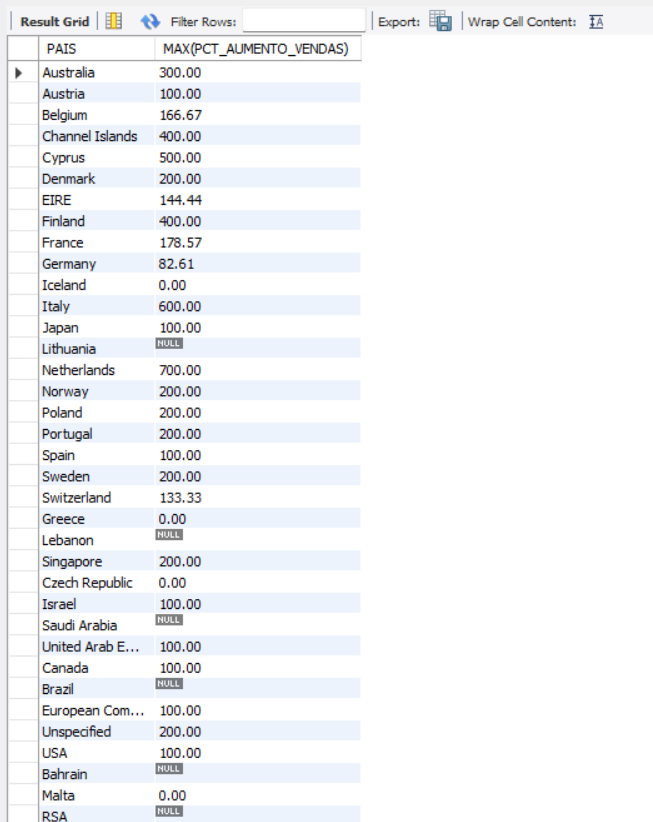 Result Grid Filter Rows: Export: Wrap Cell Content: IA
PAIS MAX(PCT_AUMENTO_VENDAS)
Australia 300.00
Austria 100.00
Belgium 166.67
Channel Islands 400.00
Cyprus 500.00
Denmark 200.00
EIRE 144.44
Finland 400.00
France 178.57
Germany 82.61
Iceland 0.00
Italy 600.00
Japan 100.00
Lithuania NULL
Netherlands 700.00
Norway 200.00
Poland 200.00
Portugal 200.00
Spain 100.00
Sweden 200.00
Switzerland 133.33
Greece 0.00
Lebanon NULL
Singapore 200.00
Czech Republic 0.00
Israel 100.00
Saudi Arabia NULL
United Arab E... 100.00
Canada 100.00
Brazil NULL
European Com... 100.00
Unspecified 200.00
USA 100.00
Bahrain NULL
Malta 0.00
RSA NULL